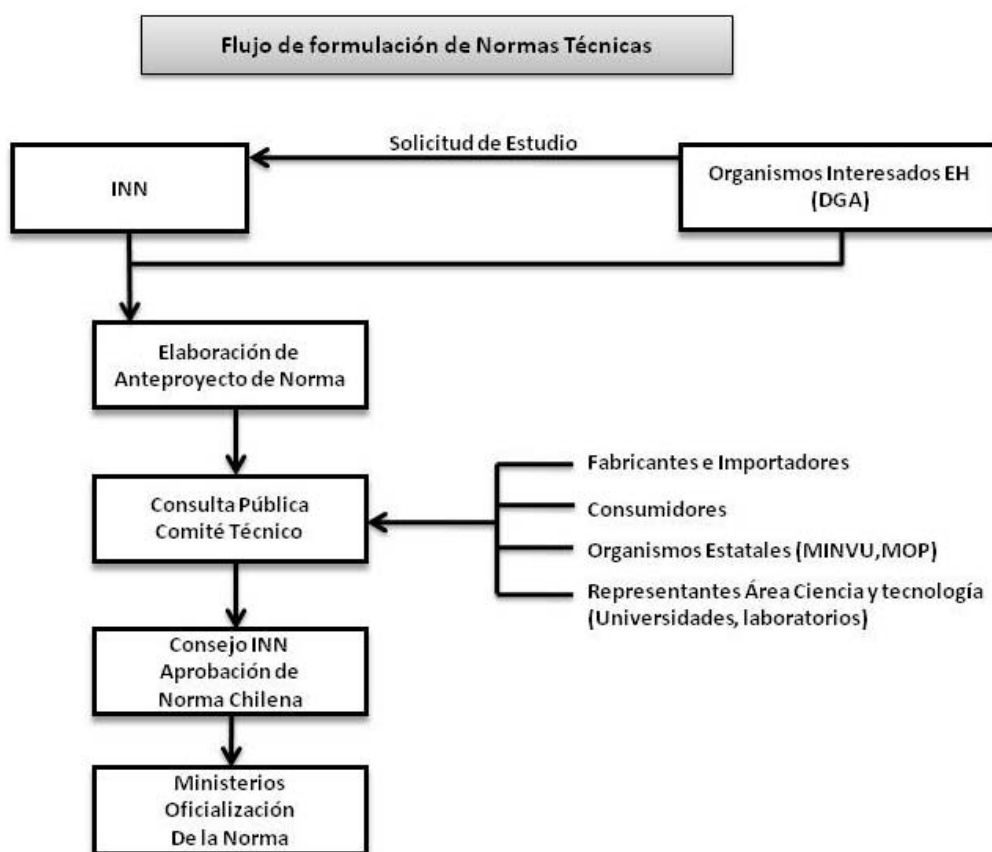 Flujo de formulación de Normas Técnicas
Solicitud de Estudio
INN
Organismos Interesados EH
(DGA)
Elaboración de
Anteproyecto de Norma
Consulta Pública
Comité Técnico
Fabricantes e Importadores
Consumidores
Organismos Estatales (MINVU,MOP)
Representantes Área Ciencia y tecnología
(Universidades, laboratorios)
Consejo INN
Aprobación de
Norma Chilena
Ministerios
Oficialización
De la Norma